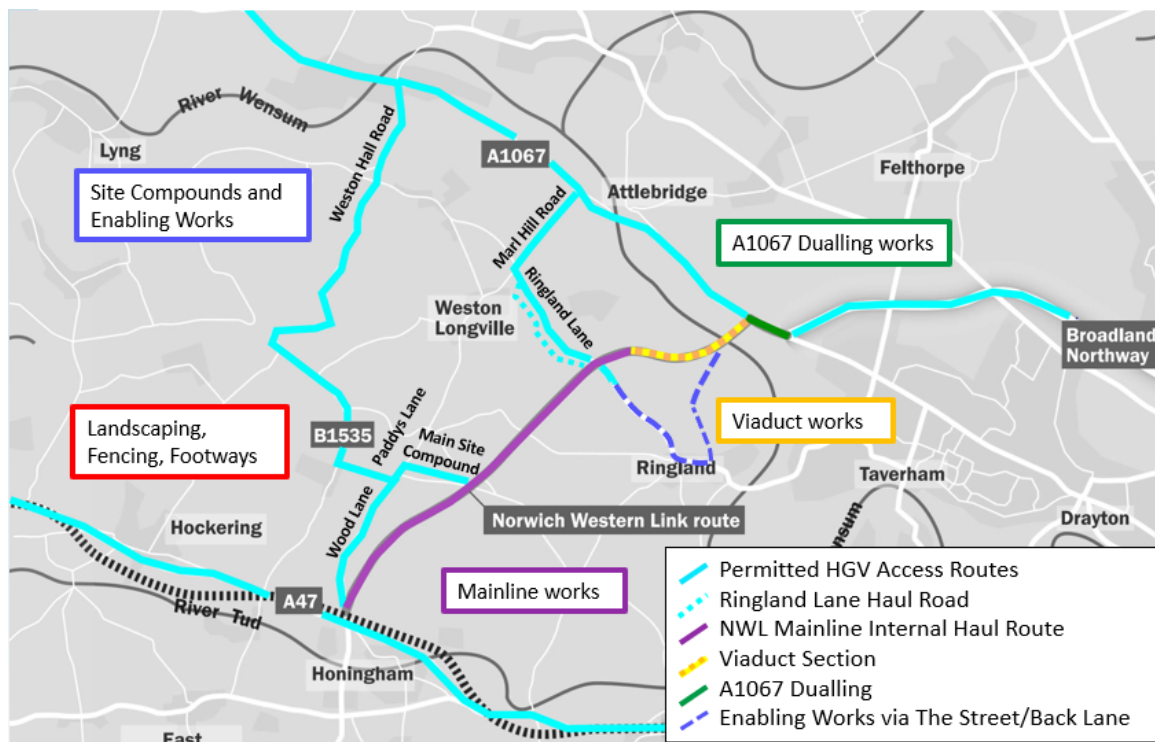 River Wensum
Lyng
Weston Hall Road
A1067
Felthorpe
Site Compounds and
Enabling Works
Attlebridge
Marl Hill Road
A1067 Dualling works
Ringland Lane
Weston
Longville
Broadland
Northway
Landscaping,
Fencing, Footways
B1535
Paddys Lane
Main Site
Compound
Viaduct works
Ringland
Taverham
Wood Lane
Norwich Western Link route
Hockering
Drayton
A47
River Tud
Mainline works
Honingham
East
Permitted HGV Access Routes
Ringland Lane Haul Road
NWL Mainline Internal Haul Route
Viaduct Section
A1067 Dualling
Enabling Works via The Street/Back Lane